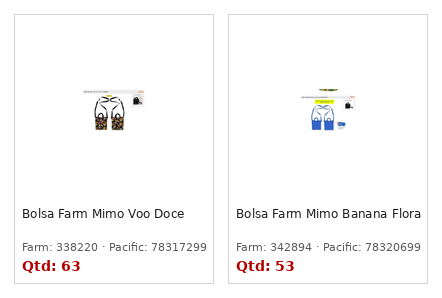 Bolsa Farm Mimo Voo Doce
Farm: 338220 · Pacific: 78317299
Qtd: 63
Bolsa Farm Mimo Banana Flora
Farm: 342894 · Pacific: 78320699
Qtd: 53